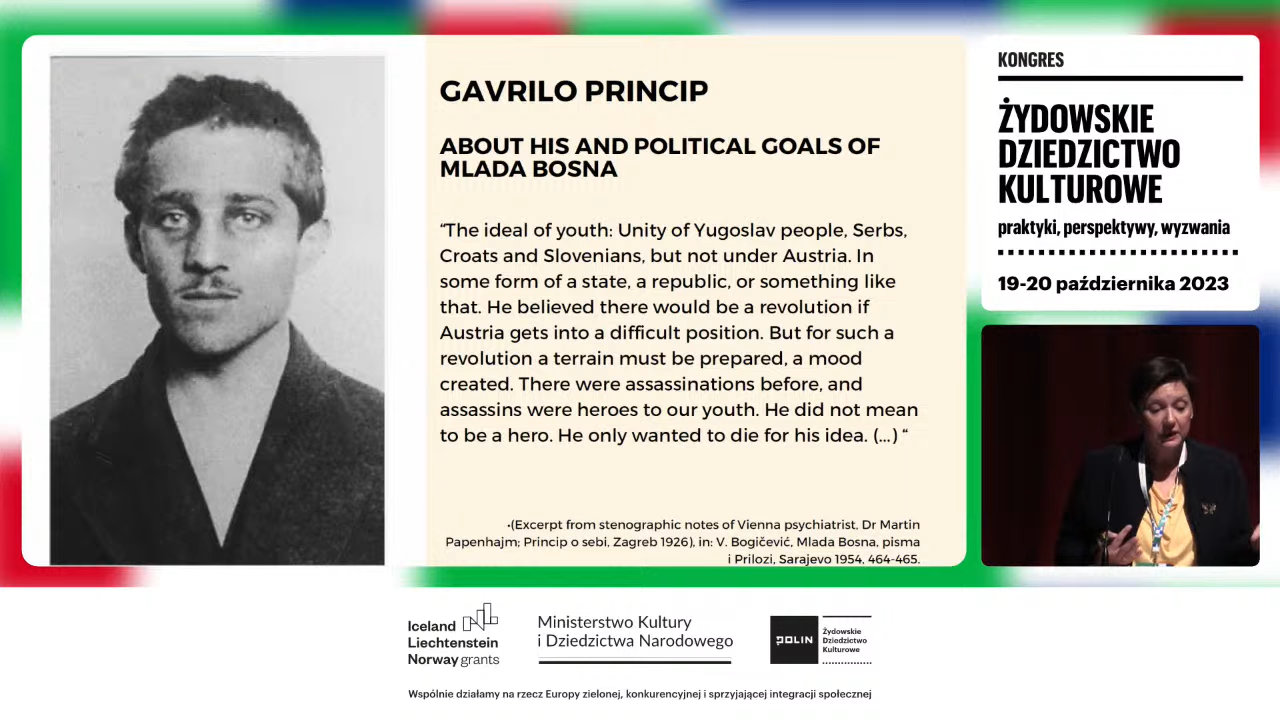 GAVRILO PRINCIP
ABOUT HIS AND POLITICAL GOALS OF
MLADA BOSNA
“The ideal of youth: Unity of Yugoslav people, Serbs,
Croats and Slovenians, but not under Austria. In
some form of a state, a republic, or something like
that. He believed there would be a revolution if
Austria gets into a difficult position. But for such a
revolution a terrain must be prepared, a mood
created. There were assassinations before, and
assassins were heroes to our youth. He did not mean
to be a hero. He only wanted to die for his idea. (...) “
•(Excerpt from stenographic notes of Vienna psychiatrist, Dr Martin
Papenhajm; Princip o sebi, Zagreb 1926), in: V. Bogičević, Mlada Bosna, pisma
i Prilozi, Sarajevo 1954, 464-465.
KONGRES
ŻYDOWSKIE
DZIEDZICTWO
KULTUROWE
praktyki, perspektywy, wyzwania
19-20 października 2023
Iceland
Liechtenstein
Norway grants
Ministerstwo Kultury
i Dziedzictwa Narodowego
POLIN
Żydowskie
Dziedzictwo
Kulturowe
Wspólnie działamy na rzecz Europy zielonej, konkurencyjnej i sprzyjającej integracji społecznej